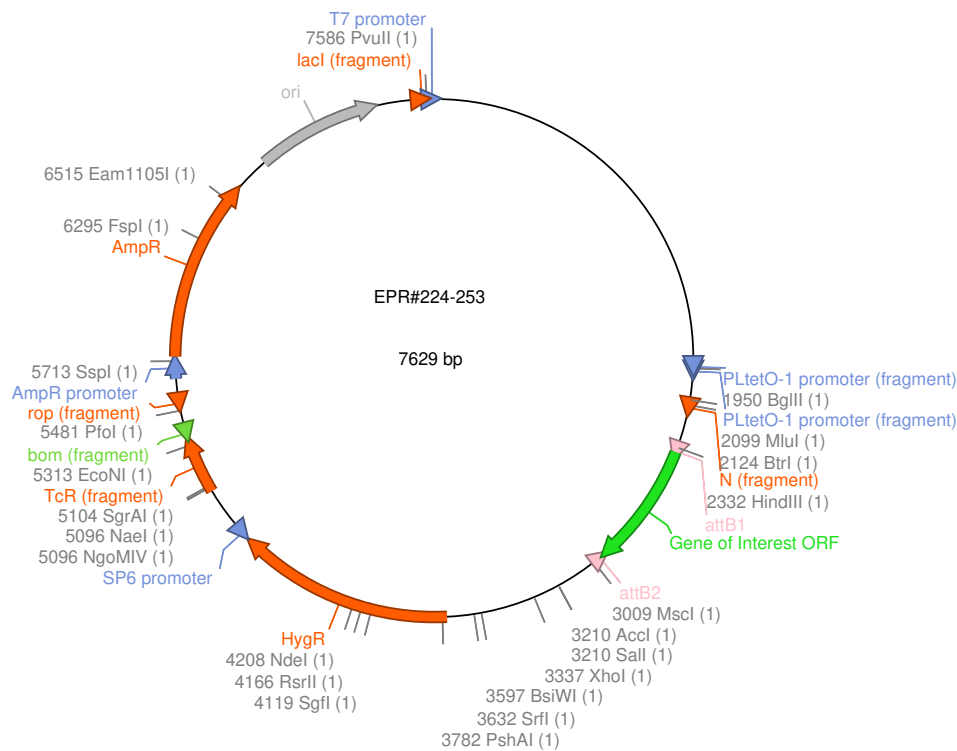 T7 promoter
7586 PvuII (1)
lacI (fragment)
ori
6515 Eam1105I (1)
6295 FspI (1)
AmpR
EPR#224-253
7629 bp
5713 SspI (1)
AmpR promoter
rop (fragment)
5481 PfoI (1)
bom (fragment)
5313 EcoNI (1)
TcR (fragment)
5104 SgrAI (1)
5096 NaeI (1)
5096 NgoMIV (1)
SP6 promoter
PLtetO-1 promoter (fragment)
1950 BglII (1)
PLtetO-1 promoter (fragment)
2099 MluI (1)
2124 BtrI (1)
N (fragment)
2332 HindIII (1)
attB1
Gene of Interest ORF
attB2
3009 MscI (1)
3210 AccI (1)
3210 SalI (1)
3337 XhoI (1)
3597 BsiWI (1)
3632 SrfI (1)
3782 PshAI (1)
HygR
4208 NdeI (1)
4166 RsrII (1)
4119 SgfI (1)